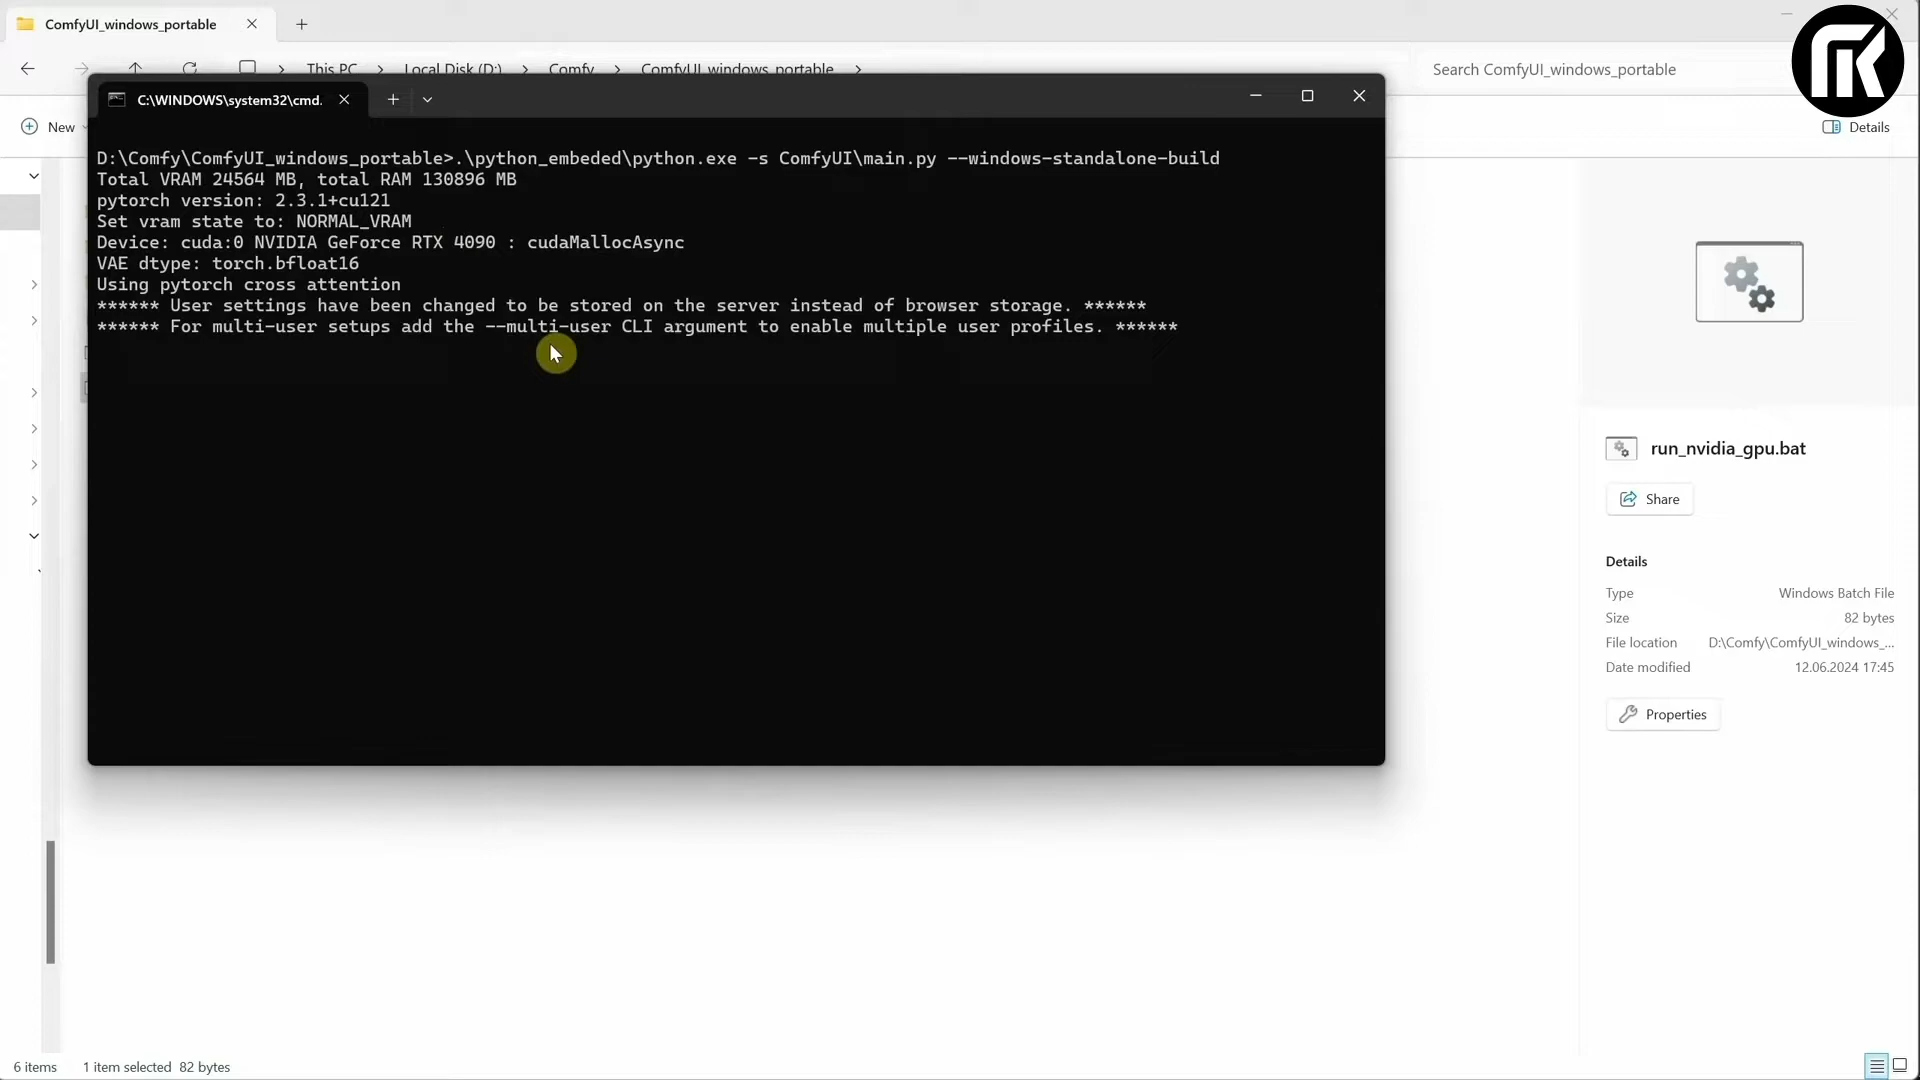 ComfyUI_windows_portable
This PC
Local Disk (D:)
Comfy
ComfyUI_windows_portable
Search ComfyUI_windows_portable
New
Details
C:\WINDOWS\system32\cmd.
D:\Comfy\ComfyUI_windows_portable>.\python_embeded\python.exe -s ComfyUI\main.py --windows-standalone-build
Total VRAM 24564 MB, total RAM 130896 MB
pytorch version: 2.3.1+cu121
Set vram state to: NORMAL_VRAM
Device: cuda:0 NVIDIA GeForce RTX 4090 : cudaMallocAsync
VAE dtype: torch.bfloat16
Using pytorch cross attention
****** User settings have been changed to be stored on the server instead of browser storage. ******
****** For multi-user setups add the --multi-user CLI argument to enable multiple user profiles. ******
run_nvidia_gpu.bat
Share
Details
Type Windows Batch File
Size 82 bytes
File location D:\Comfy\ComfyUI_windows_...
Date modified 12.06.2024 17:45
Properties
6 items 1 item selected 82 bytes